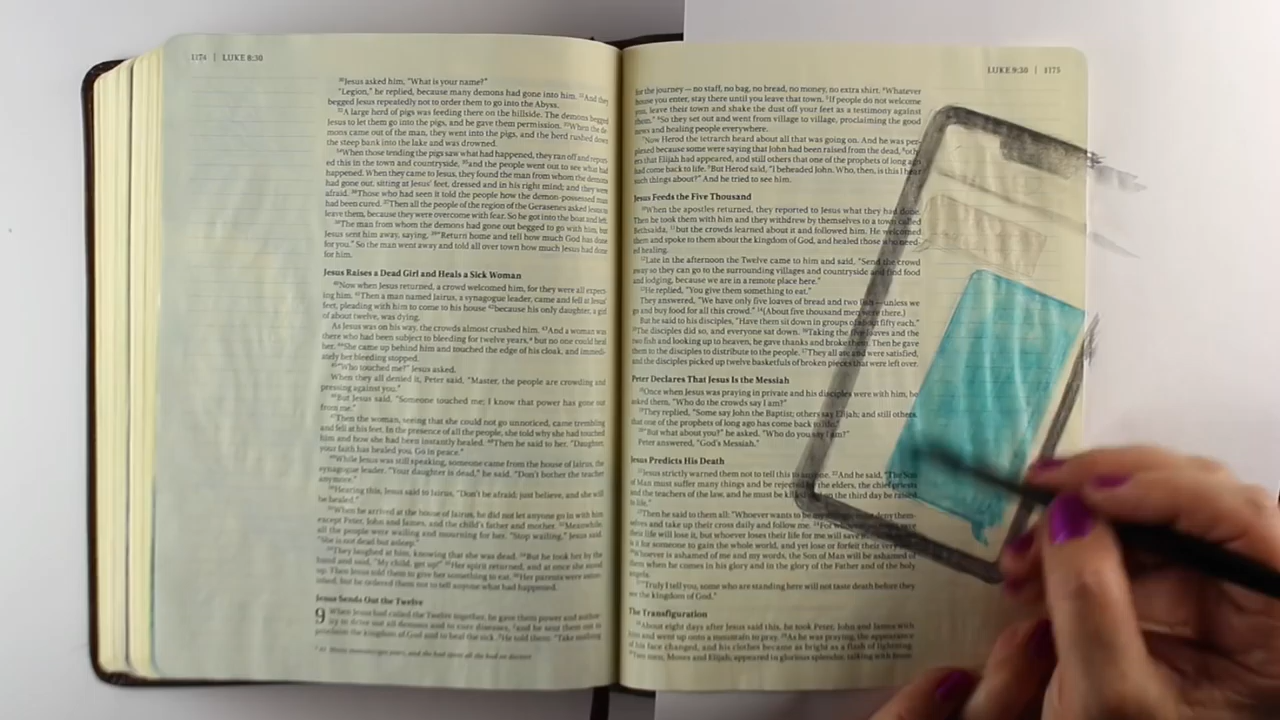 1174 | LUKE 8:30
³⁰Jesus asked him, "What is your name?"
"Legion," he replied, because many demons had gone into him. ³¹And they
begged Jesus repeatedly not to order them to go into the Abyss.
³²A large herd of pigs was feeding there on the hillside. The demons begged
Jesus to let them go into the pigs, and he gave them permission. ³³When the de-
mons came out of the man, they went into the pigs, and the herd rushed down
the steep bank into the lake and was drowned.
³⁴When those tending the pigs saw what had happened, they ran off and report-
ed this in the town and countryside, ³⁵and the people went out to see what had
happened. When they came to Jesus, they found the man from whom the demons
had gone out, sitting at Jesus' feet, dressed and in his right mind; and they were
afraid. ³⁶Those who had seen it told the people how the demon-possessed man
had been cured. ³⁷Then all the people of the region of the Gerasenes asked Jesus to
leave them, because they were overcome with fear. So he got into the boat and left.
³⁸The man from whom the demons had gone out begged to go with him, but
Jesus sent him away, saying, ³⁹"Return home and tell how much God has done
for you." So the man went away and told all over town how much Jesus had done
for him.
Jesus Raises a Dead Girl and Heals a Sick Woman
⁴⁰Now when Jesus returned, a crowd welcomed him, for they were all expect-
ing him. ⁴¹Then a man named Jairus, a synagogue leader, came and fell at Jesus'
feet, pleading with him to come to his house ⁴²because his only daughter, a girl
of about twelve, was dying.
As Jesus was on his way, the crowds almost crushed him. ⁴³And a woman was
there who had been subject to bleeding for twelve years, but no one could heal
her. ⁴⁴She came up behind him and touched the edge of his cloak, and immedi-
ately her bleeding stopped.
⁴⁵"Who touched me?" Jesus asked.
When they all denied it, Peter said, "Master, the people are crowding and
pressing against you."
⁴⁶But Jesus said, "Someone touched me; I know that power has gone out
from me."
⁴⁷Then the woman, seeing that she could not go unnoticed, came trembling
and fell at his feet. In the presence of all the people, she told why she had touched
him and how she had been instantly healed. ⁴⁸Then he said to her, "Daughter,
your faith has healed you. Go in peace."
⁴⁹While Jesus was still speaking, someone came from the house of Jairus, the
synagogue leader. "Your daughter is dead," he said. "Don't bother the teacher
anymore."
⁵⁰Hearing this, Jesus said to Jairus, "Don't be afraid; just believe, and she will
be healed."
⁵¹When he arrived at the house of Jairus, he did not let anyone go in with him
except Peter, John and James, and the child's father and mother. ⁵²Meanwhile,
all the people were wailing and mourning for her. "Stop wailing," Jesus said.
"She is not dead but asleep."
⁵³They laughed at him, knowing that she was dead. ⁵⁴But he took her by the
hand and said, "My child, get up!" ⁵⁵Her spirit returned, and at once she stood
up. Then Jesus told them to give her something to eat. ⁵⁶Her parents were aston-
ished, but he ordered them not to tell anyone what had happened.
Jesus Sends Out the Twelve
9 When Jesus had called the Twelve together, he gave them power and author-
ity to drive out all demons and to cure diseases, ²and he sent them out to
proclaim the kingdom of God and to heal the sick. ³He told them: "Take nothing
LUKE 9:30 | 1175
for the journey — no staff, no bag, no bread, no money, no extra shirt. ⁴Whatever
house you enter, stay there until you leave that town. ⁵If people do not welcome
you, leave their town and shake the dust off your feet as a testimony against
them." ⁶So they set out and went from village to village, proclaiming the good
news and healing people everywhere.
⁷Now Herod the tetrarch heard about all that was going on. And he was per-
plexed because some were saying that John had been raised from the dead, ⁸oth-
ers that Elijah had appeared, and still others that one of the prophets of long ago
had come back to life. ⁹But Herod said, "I beheaded John. Who, then, is this I hear
such things about?" And he tried to see him.
Jesus Feeds the Five Thousand
¹⁰When the apostles returned, they reported to Jesus what they had done.
Then he took them with him and they withdrew by themselves to a town called
Bethsaida, ¹¹but the crowds learned about it and followed him. He welcomed
them and spoke to them about the kingdom of God, and healed those who need-
ed healing.
¹²Late in the afternoon the Twelve came to him and said, "Send the crowd
away so they can go to the surrounding villages and countryside and find food
and lodging, because we are in a remote place here."
¹³He replied, "You give them something to eat."
They answered, "We have only five loaves of bread and two fish — unless we
go and buy food for all this crowd." ¹⁴(About five thousand men were there.)
But he said to his disciples, "Have them sit down in groups of about fifty each."
¹⁵The disciples did so, and everyone sat down. ¹⁶Taking the five loaves and the
two fish and looking up to heaven, he gave thanks and broke them. Then he gave
them to the disciples to distribute to the people. ¹⁷They all ate and were satisfied,
and the disciples picked up twelve basketfuls of broken pieces that were left over.
Peter Declares That Jesus Is the Messiah
¹⁸Once when Jesus was praying in private and his disciples were with him, he
asked them, "Who do the crowds say I am?"
¹⁹They replied, "Some say John the Baptist; others say Elijah; and still others,
that one of the prophets of long ago has come back to life."
²⁰"But what about you?" he asked. "Who do you say I am?"
Peter answered, "God's Messiah."
Jesus Predicts His Death
²¹Jesus strictly warned them not to tell this to anyone. ²²And he said, "The Son
of Man must suffer many things and be rejected by the elders, the chief priests
and the teachers of the law, and he must be killed and on the third day be raised
to life."
²³Then he said to them all: "Whoever wants to be my disciple must deny them-
selves and take up their cross daily and follow me. ²⁴For whoever wants to save
their life will lose it, but whoever loses their life for me will save it. ²⁵What good
is it for someone to gain the whole world, and yet lose or forfeit their very self?
²⁶Whoever is ashamed of me and my words, the Son of Man will be ashamed of
them when he comes in his glory and in the glory of the Father and of the holy
angels.
²⁷"Truly I tell you, some who are standing here will not taste death before they
see the kingdom of God."
The Transfiguration
²⁸About eight days after Jesus said this, he took Peter, John and James with
him and went up onto a mountain to pray. ²⁹As he was praying, the appearance
of his face changed, and his clothes became as bright as a flash of lightning.
³⁰Two men, Moses and Elijah, appeared in glorious splendor, talking with Jesus.